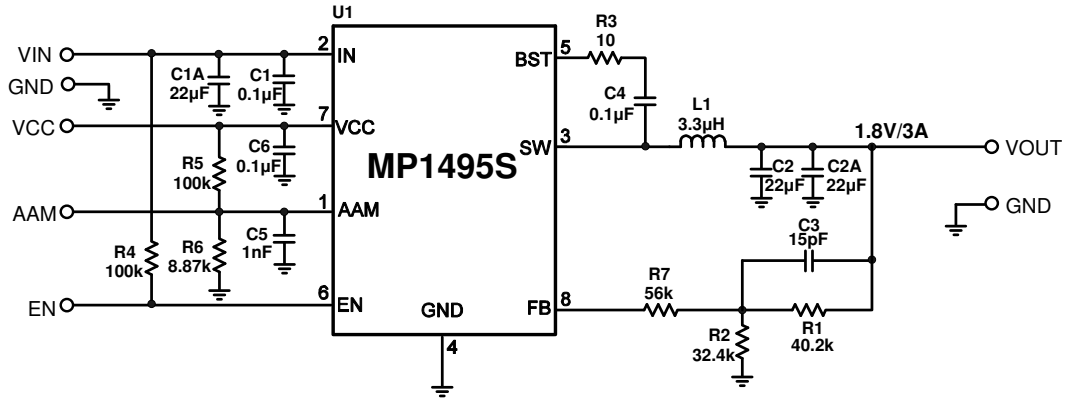 U1
MP1495S
VIN
GND
VCC
AAM
EN
2
IN
7
VCC
1
AAM
6
EN
GND
4
5
BST
3
SW
8
FB
C1A
22µF
C1
0.1µF
C6
0.1µF
R5
100k
C5
1nF
R6
8.87k
R4
100k
R3
10
C4
0.1µF
L1
3.3µH
1.8V/3A
VOUT
GND
C2
22µF
C2A
22µF
C3
15pF
R7
56k
R2
32.4k
R1
40.2k